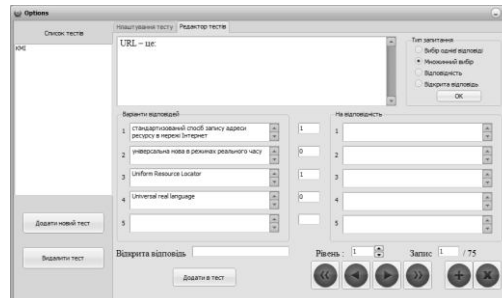 Options
Список тестів
Нлаштування тесту Редактор тестів
URL – це:
Тип запитання
Вибір однієї відповіді
Множинний вибір
Відповідність
Відкрита відповідь
OK
Варіанти відповідей
На відповідність
1 стандартизований спосіб запису адреси
ресурсу в мережі Інтернет
1
1
2 універсальна нова в режимах реального часу
0
2
3 Uniform Resource Locator
1
3
4 Universal real language
0
4
5
5
Додати новий тест
Видалити тест
Відкрита відповідь
Рівень : 1
Запис 1 / 75
Додати в тест